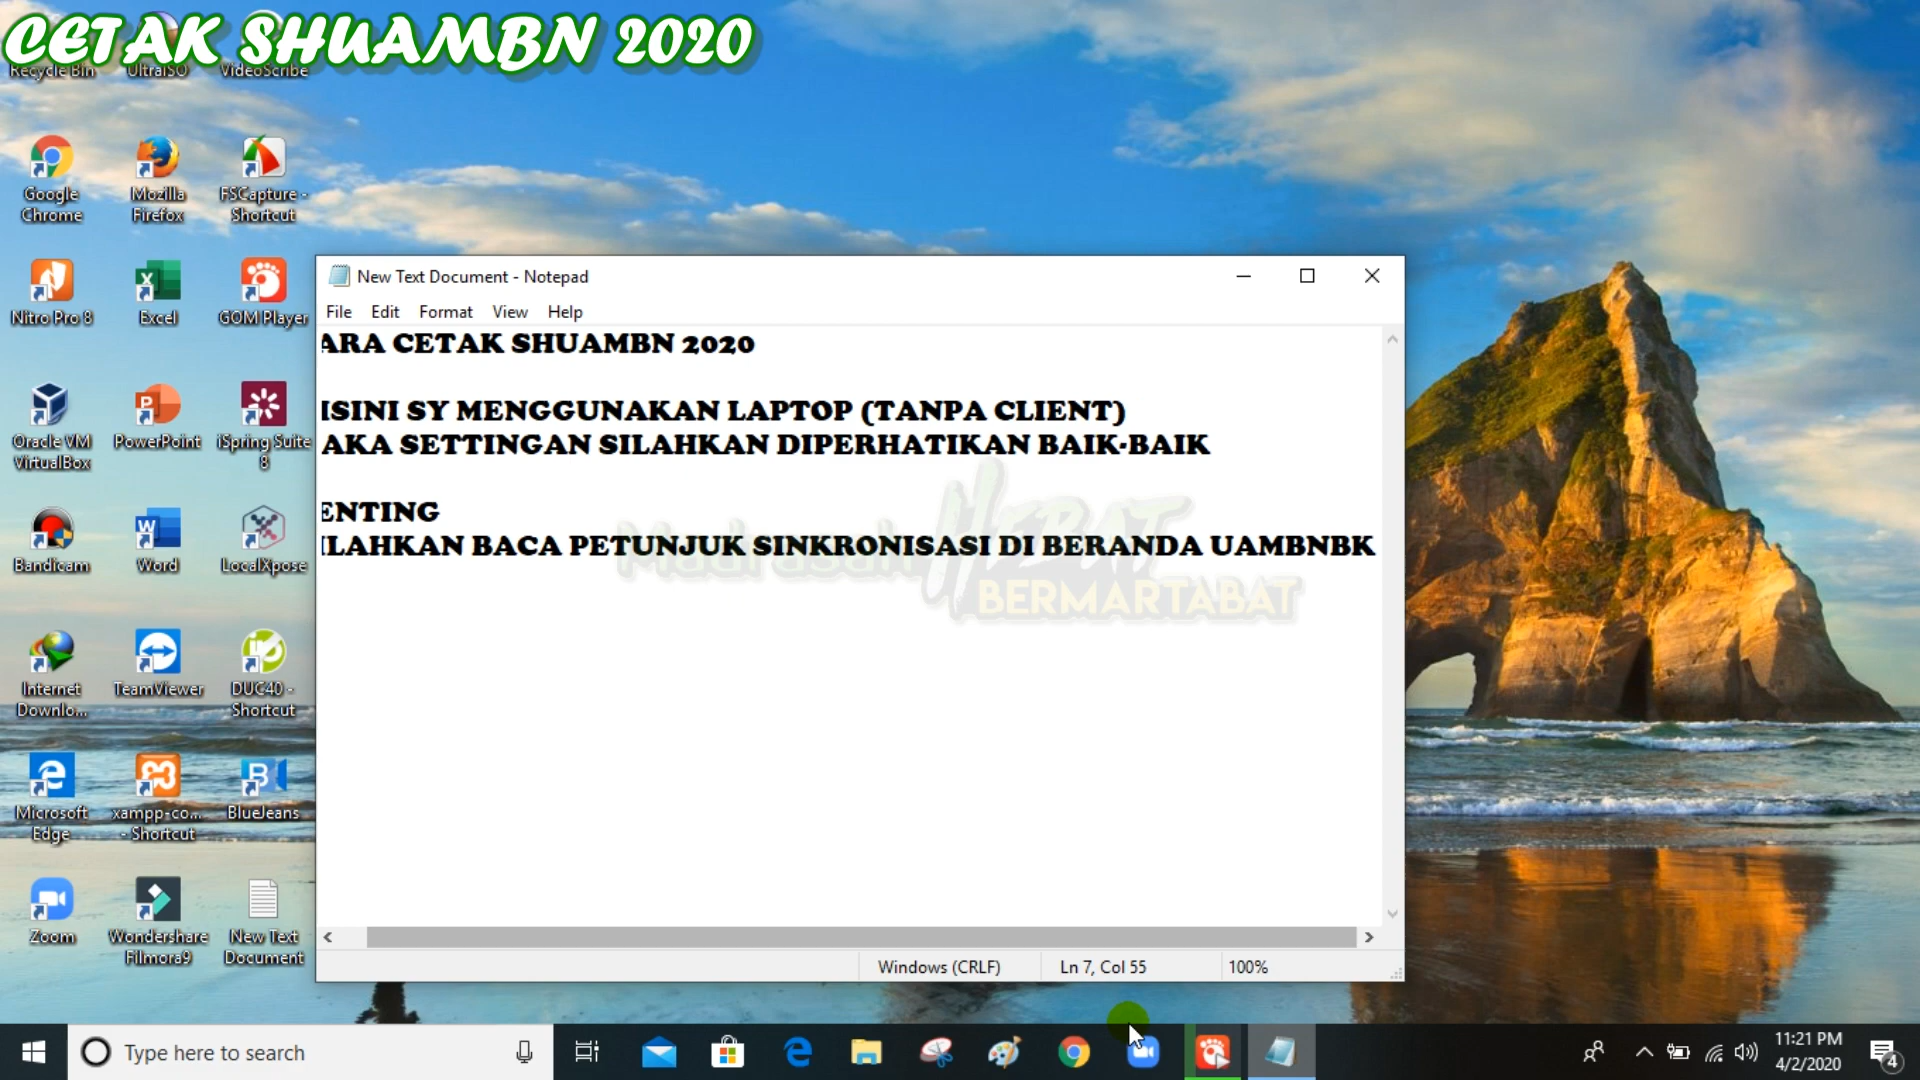 CETAK SHUAMBN 2020
Recycle Bin
UltraISO
VideoScribe
Google Chrome
Mozilla Firefox
FSCapture - Shortcut
Nitro Pro 8
Excel
GOM Player
Oracle VM VirtualBox
PowerPoint
iSpring Suite 8
Bandicam
Word
LocalXpose
Internet Downlo...
TeamViewer
DUC40 - Shortcut
Microsoft Edge
xampp-co... - Shortcut
BlueJeans
Zoom
Wondershare Filmora9
New Text Document
New Text Document - Notepad
File Edit Format View Help
ARA CETAK SHUAMBN 2020
ISINI SY MENGGUNAKAN LAPTOP (TANPA CLIENT)
AKA SETTINGAN SILAHKAN DIPERHATIKAN BAIK-BAIK
ENTING
ILAHKAN BACA PETUNJUK SINKRONISASI DI BERANDA UAMBNBK
Madrasah HEBAT
BERMARTABAT
Windows (CRLF) Ln 7, Col 55 100%
Type here to search
11:21 PM
4/2/2020
4